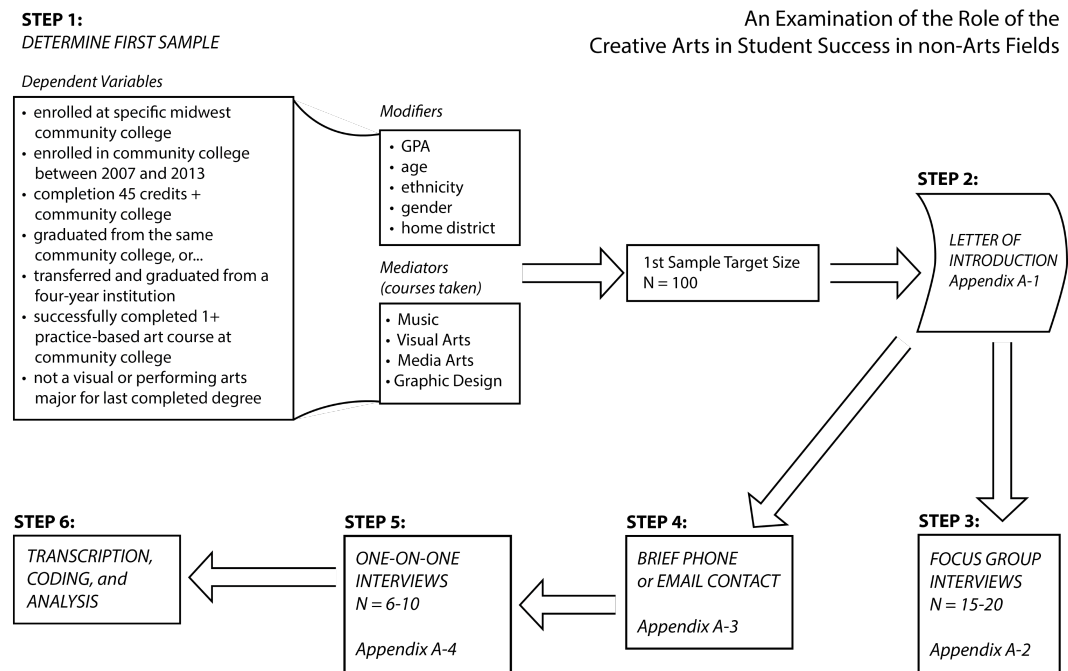 STEP 1:
DETERMINE FIRST SAMPLE
An Examination of the Role of the
Creative Arts in Student Success in non-Arts Fields
Dependent Variables
• enrolled at specific midwest
community college
• enrolled in community college
between 2007 and 2013
• completion 45 credits +
community college
• graduated from the same
community college, or...
• transferred and graduated from a
four-year institution
• successfully completed 1+
practice-based art course at
community college
• not a visual or performing arts
major for last completed degree
Modifiers
• GPA
• age
• ethnicity
• gender
• home district
Mediators
(courses taken)
• Music
• Visual Arts
• Media Arts
• Graphic Design
1st Sample Target Size
N = 100
STEP 2:
LETTER OF
INTRODUCTION
Appendix A-1
STEP 3:
FOCUS GROUP
INTERVIEWS
N = 15-20
Appendix A-2
STEP 4:
BRIEF PHONE
or EMAIL CONTACT
Appendix A-3
STEP 5:
ONE-ON-ONE
INTERVIEWS
N = 6-10
Appendix A-4
STEP 6:
TRANSCRIPTION,
CODING, and
ANALYSIS